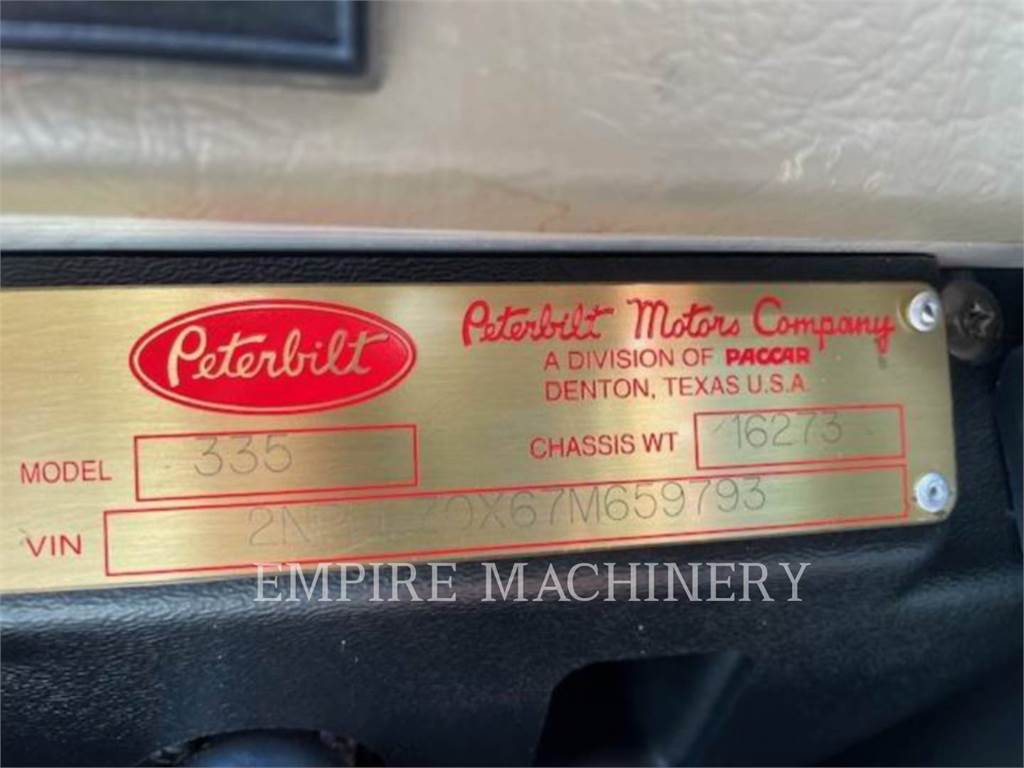 Peterbilt
Peterbilt Motors Company
A DIVISION OF PACCAR
DENTON, TEXAS U.S.A.
MODEL 335
CHASSIS WT 16273
VIN
EMPIRE MACHINERY